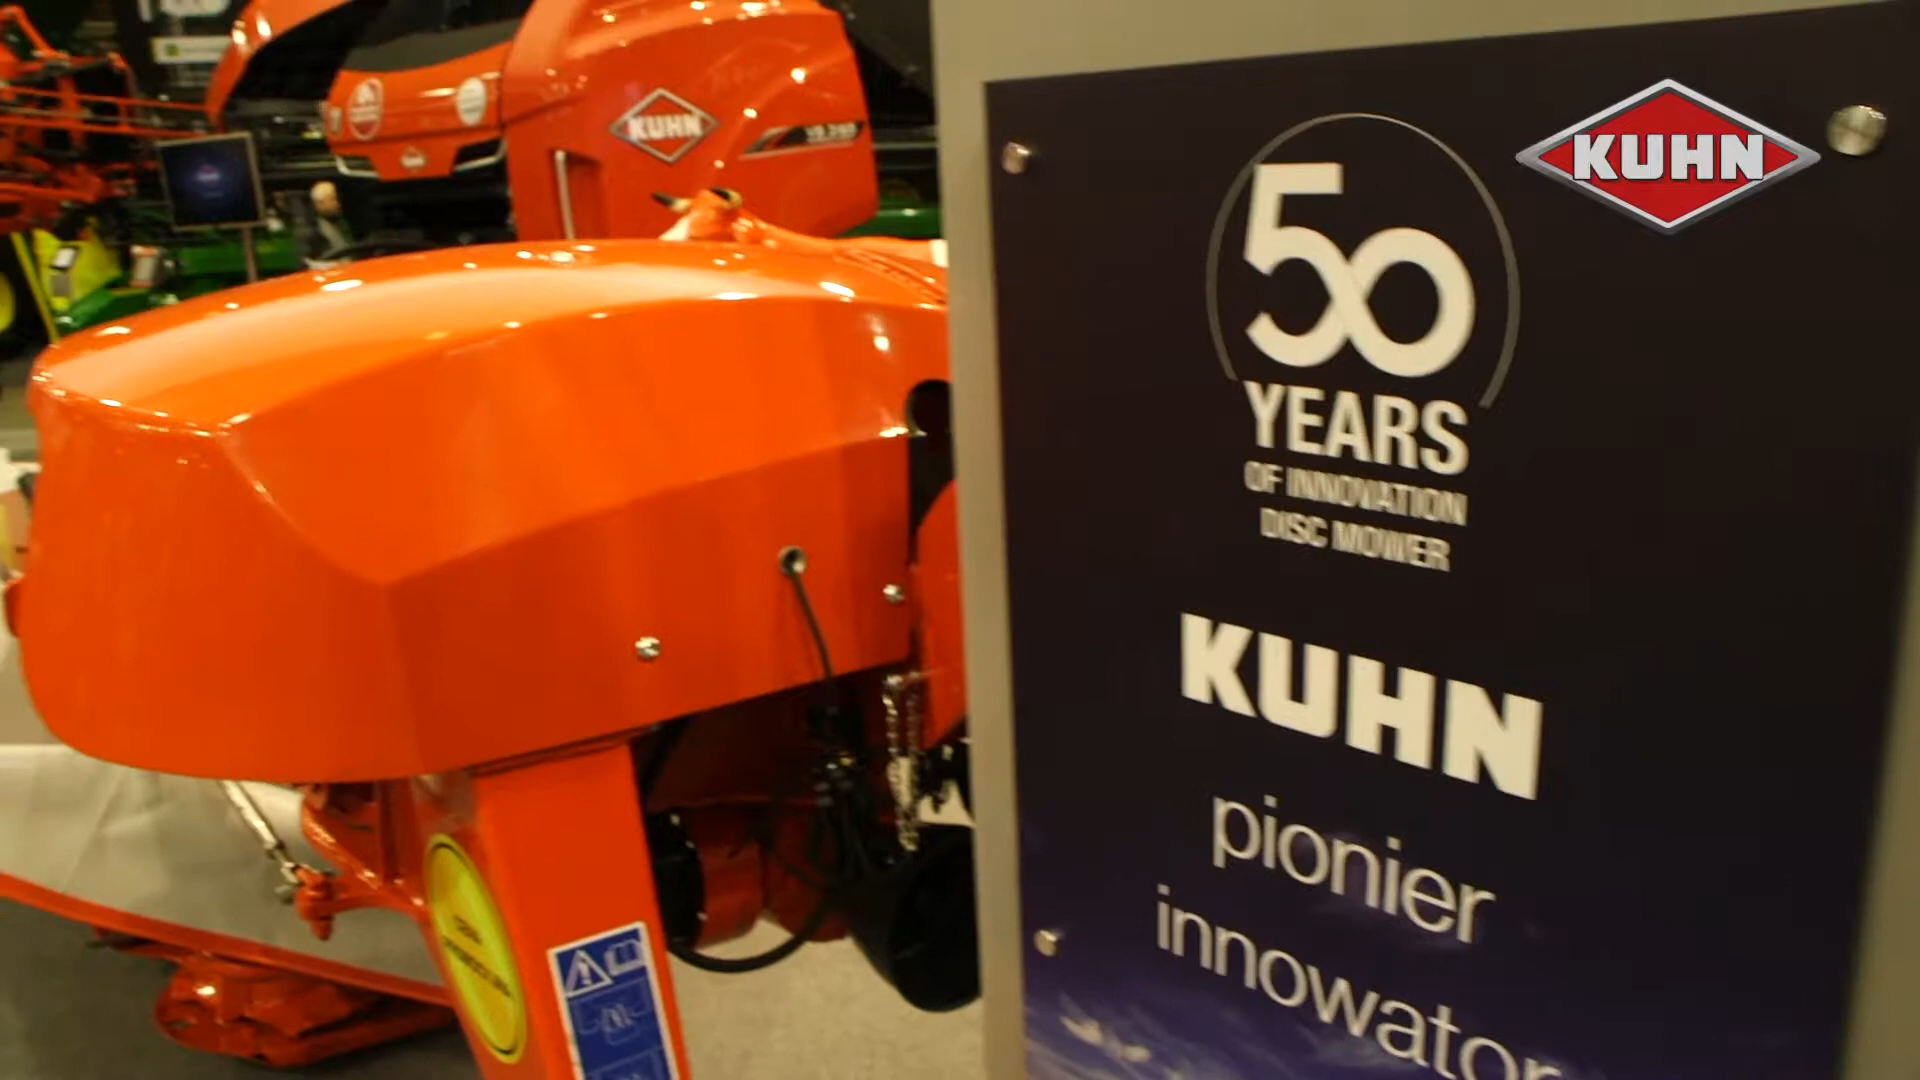 KUHN
KUHN
50
YEARS
OF INNOVATION
DISC MOWER
KUHN
pionier
innowator